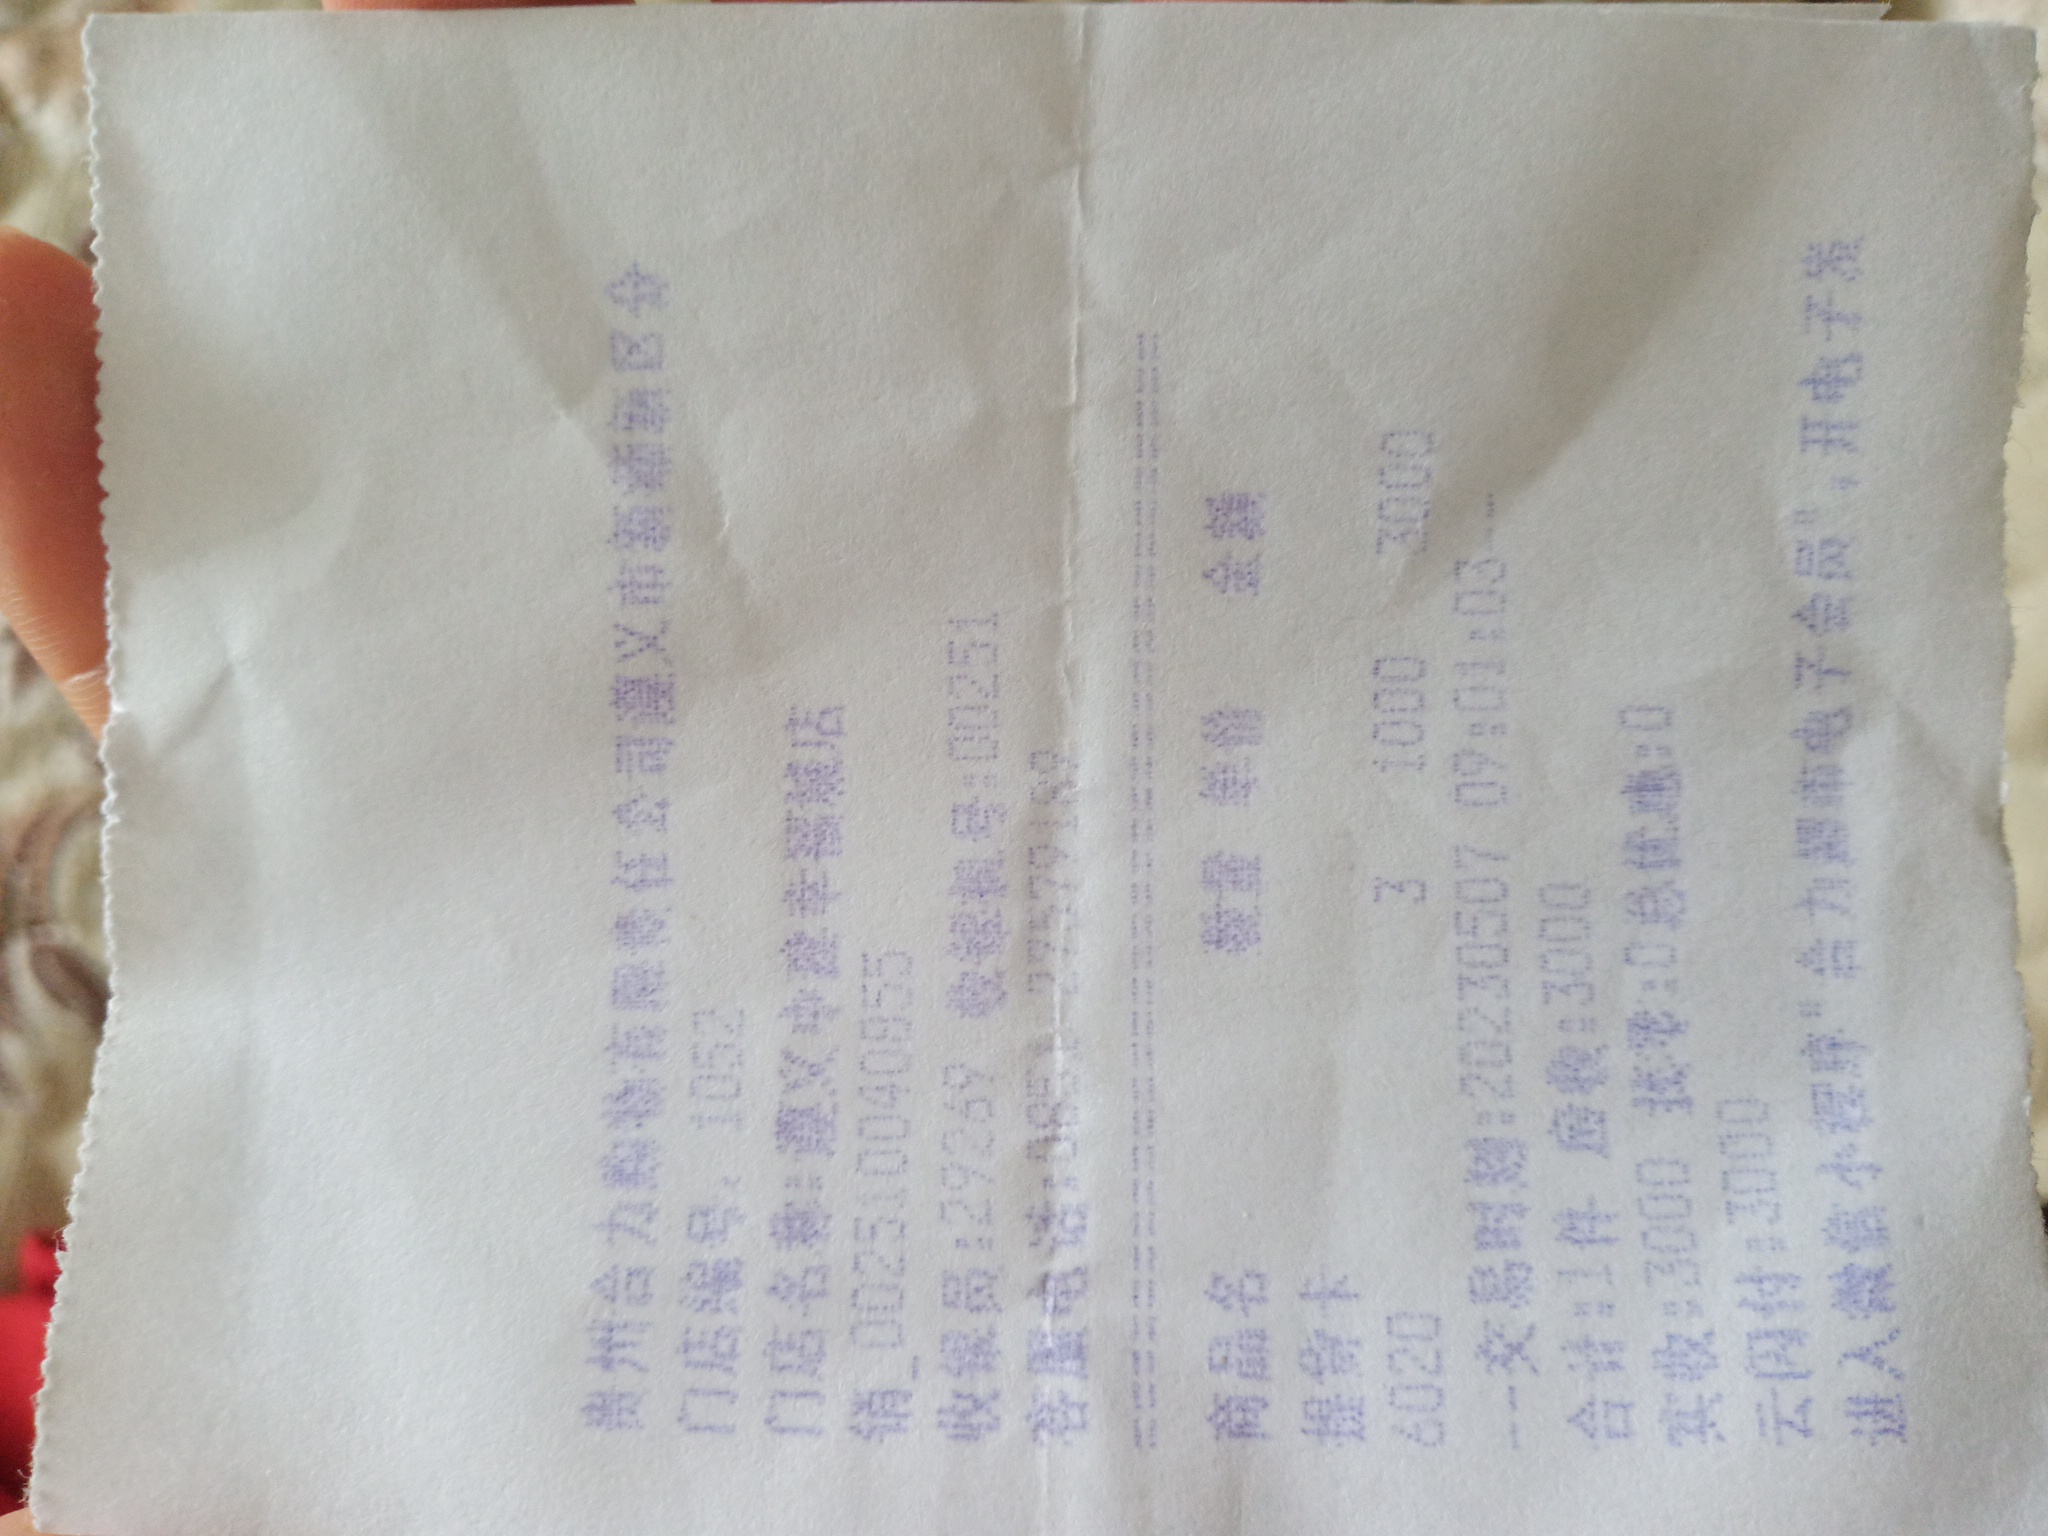 贵州合力购物有限责任公司遵义市新蒲新区分
门店编号: 1052
门店名称:遵义中建幸福城店
销_002510040955
收银员:29269 收银机号:00251
客服电话:0851
==================================
商品名 数量 单价 金额
提货卡
6020 3 1000 3000
--交易时间:20230507 09:01:03--
合计:1件 应收:3000
实收:3000 找零:0总优惠:0
云闪付:3000
进入微信小程序"合力超市电子会员",开电子发